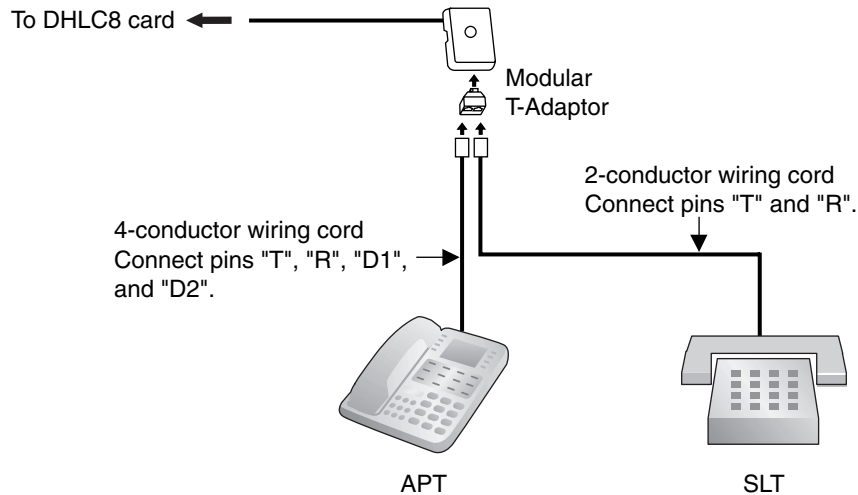 To DHLC8 card
Modular
T-Adaptor
2-conductor wiring cord
Connect pins "T" and "R".
4-conductor wiring cord
Connect pins "T", "R", "D1",
and "D2".
APT
SLT